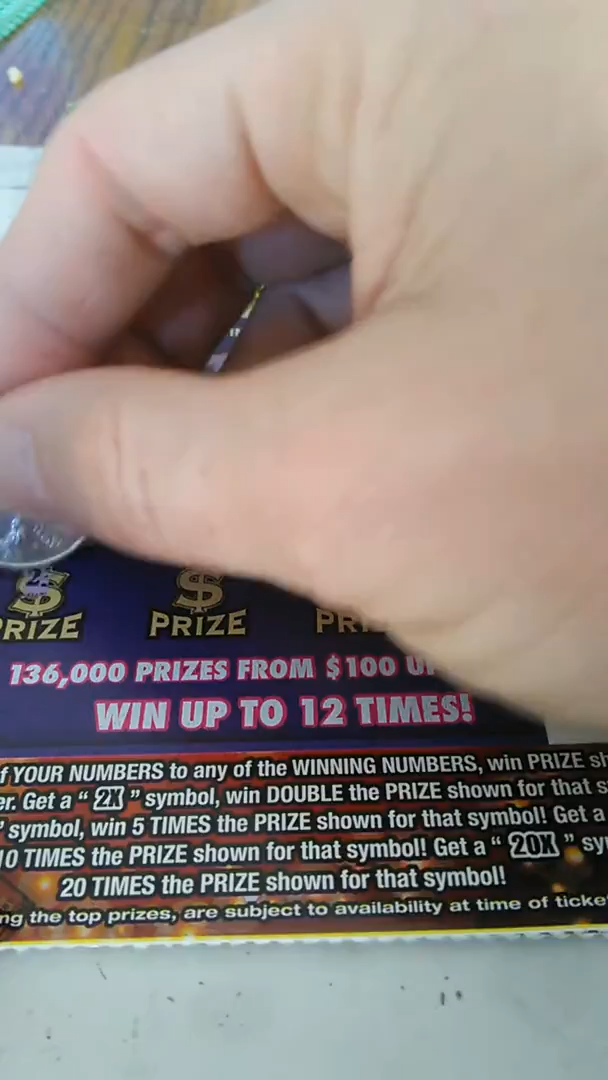 PRIZE PRIZE
136,000 PRIZES FROM $100
WIN UP TO 12 TIMES!
YOUR NUMBERS to any of the WINNING NUMBERS, win PRIZE
Get a “ 2X ” symbol, win DOUBLE the PRIZE shown for that
symbol, win 5 TIMES the PRIZE shown for that symbol! Get a
10 TIMES the PRIZE shown for that symbol! Get a “ 20X ”
20 TIMES the PRIZE shown for that symbol!
the top prizes, are subject to availability at time of